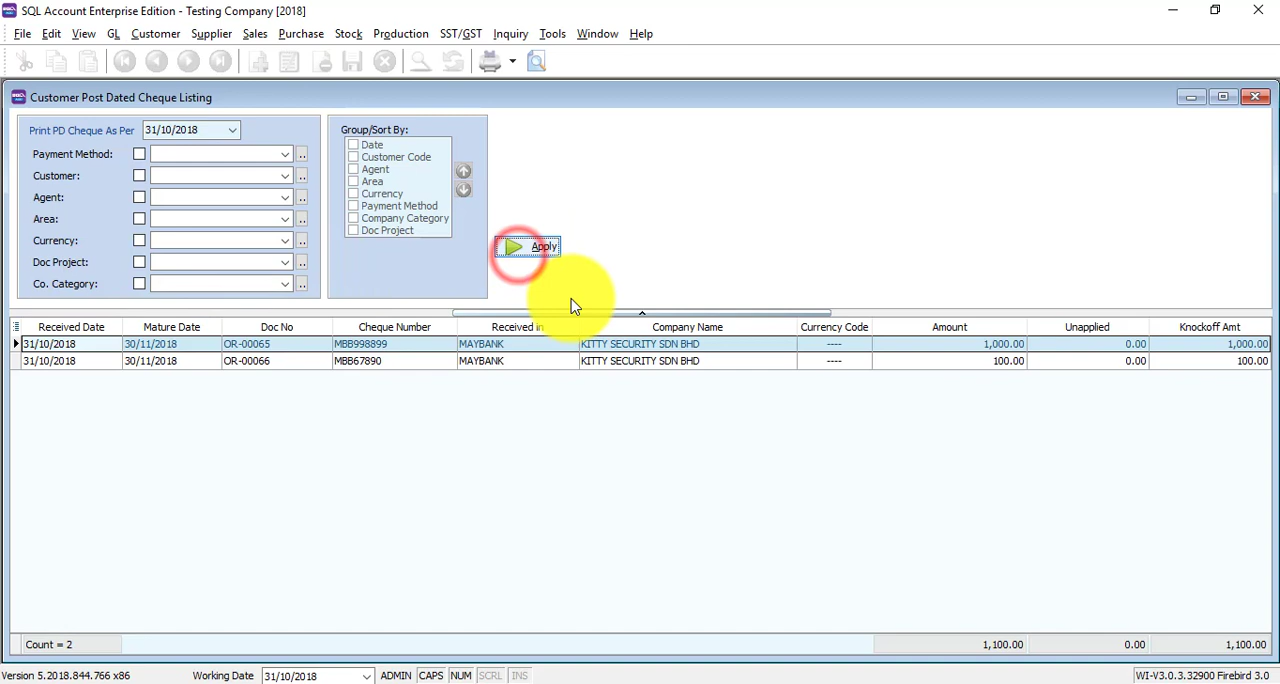 SQL Account Enterprise Edition - Testing Company [2018]
File Edit View GL Customer Supplier Sales Purchase Stock Production SST/GST Inquiry Tools Window Help
Customer Post Dated Cheque Listing
Print PD Cheque As Per 31/10/2018
Payment Method:
Customer:
Agent:
Area:
Currency:
Doc Project:
Co. Category:
Group/Sort By:
Date
Customer Code
Agent
Area
Currency
Payment Method
Company Category
Doc Project
Apply
Received Date Mature Date Doc No Cheque Number Received in Company Name Currency Code Amount Unapplied Knockoff Amt
31/10/2018 30/11/2018 OR-00065 MBB998899 MAYBANK KITTY SECURITY SDN BHD ---- 1,000.00 0.00 1,000.00
31/10/2018 30/11/2018 OR-00066 MBB67890 MAYBANK KITTY SECURITY SDN BHD ---- 100.00 0.00 100.00
Count = 2 1,100.00 0.00 1,100.00
Version 5.2018.844.766 x86 Working Date 31/10/2018 ADMIN CAPS NUM SCRL INS WI-V3.0.3.32900 Firebird 3.0